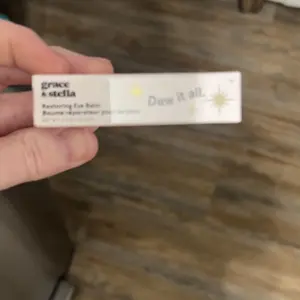 grace
& stella
Restoring Eye Balm
Baume réparateur pour les yeux
Dew it all.